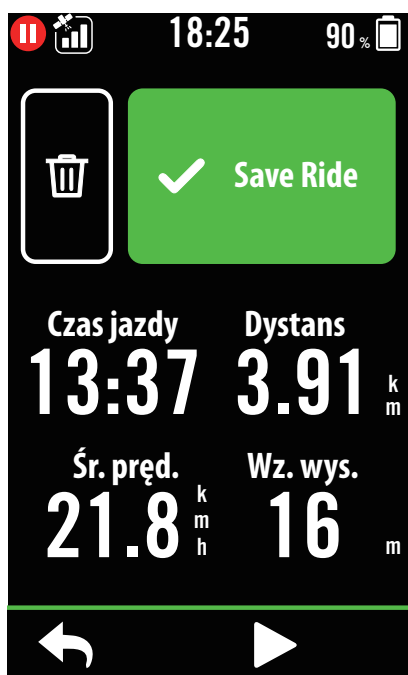 18:25 90 %
Save Ride
Czas jazdy Dystans
13:37 3.91 km
Śr. pręd. Wz. wys.
21.8 kmh 16 m